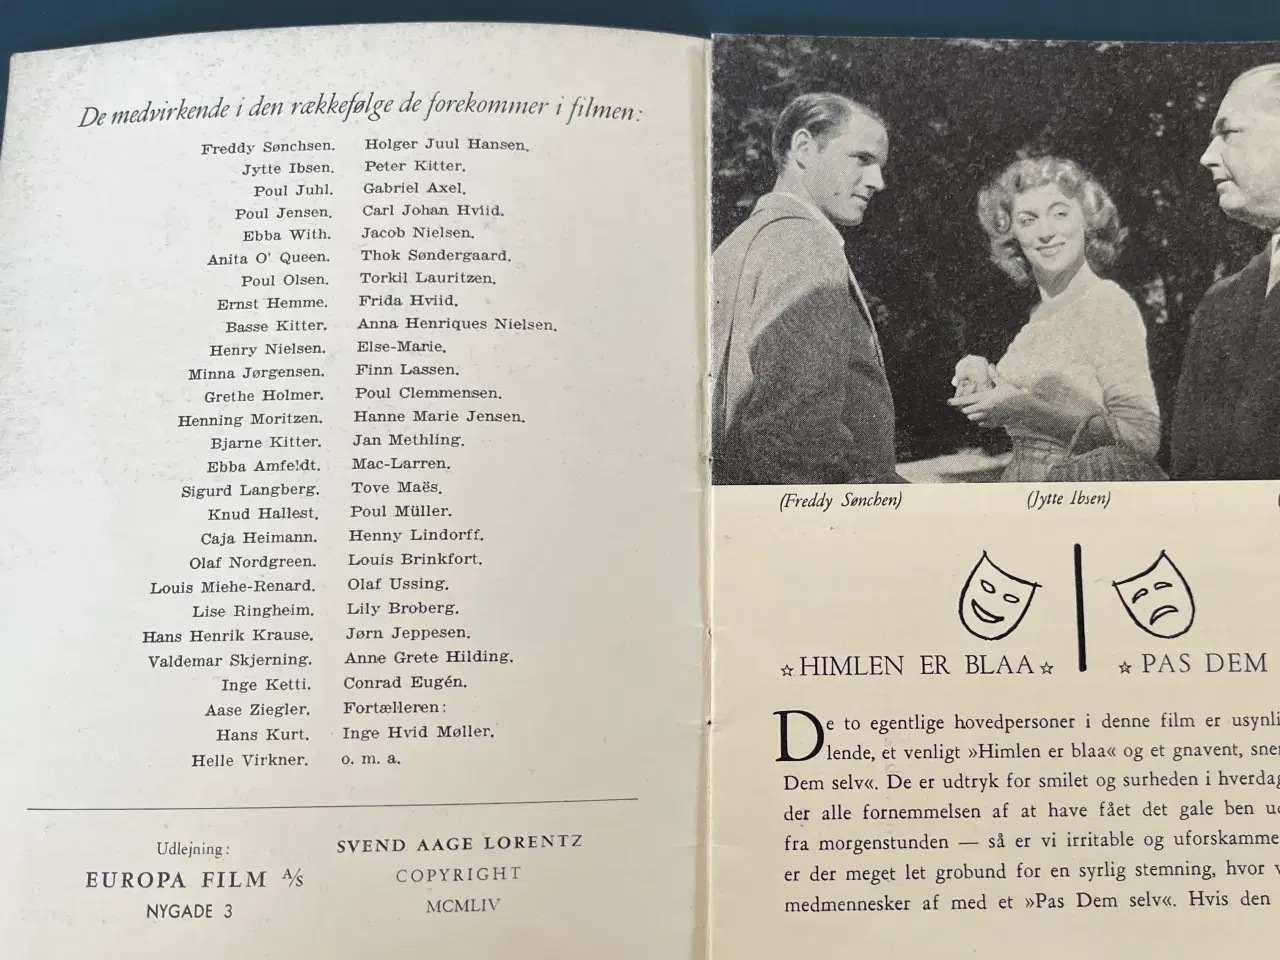 De medvirkende i den rækkefølge de forekommer i filmen:
Freddy Sønchsen.
Jytte Ibsen.
Poul Juhl.
Poul Jensen.
Ebba With.
Anita O' Queen.
Poul Olsen.
Ernst Hemme.
Basse Kitter.
Henry Nielsen.
Minna Jørgensen.
Grethe Holmer.
Henning Moritzen.
Bjarne Kitter.
Ebba Amfeldt.
Sigurd Langberg.
Knud Hallest.
Caja Heimann.
Olaf Nordgreen.
Louis Miehe-Renard.
Lise Ringheim.
Hans Henrik Krause.
Valdemar Skjerning.
Inge Ketti.
Aase Ziegler.
Hans Kurt.
Helle Virkner.
Holger Juul Hansen.
Peter Kitter.
Gabriel Axel.
Carl Johan Hviid.
Jacob Nielsen.
Thok Søndergaard.
Torkil Lauritzen.
Frida Hviid.
Anna Henriques Nielsen.
Else-Marie.
Finn Lassen.
Poul Clemmensen.
Hanne Marie Jensen.
Jan Methling.
Mac-Larren.
Tove Maës.
Poul Müller.
Henny Lindorff.
Louis Brinkfort.
Olaf Ussing.
Lily Broberg.
Jørn Jeppesen.
Anne Grete Hilding.
Conrad Eugén.
Fortælleren:
Inge Hvid Møller.
o. m. a.
Udlejning:
EUROPA FILM A/S
NYGADE 3
SVEND AAGE LORENTZ
COPYRIGHT
MCMLIV
(Freddy Sønchen)
(Jytte Ibsen)
☆ HIMLEN ER BLAA ☆
☆ PAS DEM
De to egentlige hovedpersoner i denne film er usynli
lende, et venligt »Himlen er blaa« og et gnavent, sner
Dem selv«. De er udtryk for smilet og surheden i hverdag
der alle fornemmelsen af at have fået det gale ben ud
fra morgenstunden — så er vi irritable og uforskamme
er der meget let grobund for en syrlig stemning, hvor v
medmennesker af med et »Pas Dem selv«. Hvis den